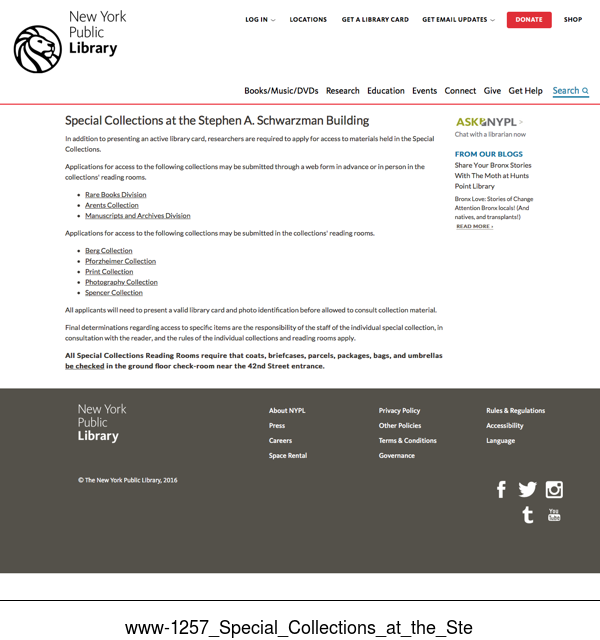 New York
Public
Library
LOG IN
LOCATIONS
GET A LIBRARY CARD
GET EMAIL UPDATES
DONATE
SHOP
Books/Music/DVDs Research Education Events Connect Give Get Help Search
Special Collections at the Stephen A. Schwarzman Building
In addition to presenting an active library card, researchers are required to apply for access to materials held in the Special
Collections.
Applications for access to the following collections may be submitted through a web form in advance or in person in the
collections' reading rooms.
• Rare Books Division
• Arents Collection
• Manuscripts and Archives Division
Applications for access to the following collections may be submitted in the collections' reading rooms.
• Berg Collection
• Pforzheimer Collection
• Print Collection
• Photography Collection
• Spencer Collection
All applicants will need to present a valid library card and photo identification before allowed to consult collection material.
Final determinations regarding access to specific items are the responsibility of the staff of the individual special collection, in
consultation with the reader, and the rules of the individual collections and reading rooms apply.
All Special Collections Reading Rooms require that coats, briefcases, parcels, packages, bags, and umbrellas
be checked in the ground floor check-room near the 42nd Street entrance.
ASK NYPL >
Chat with a librarian now
FROM OUR BLOGS
Share Your Bronx Stories
With The Moth at Hunts
Point Library
Bronx Love: Stories of Change
Attention Bronx locals! (And
natives, and transplants!)
READ MORE ›
New York
Public
Library
About NYPL
Press
Careers
Space Rental
Privacy Policy
Other Policies
Terms & Conditions
Governance
Rules & Regulations
Accessibility
Language
© The New York Public Library, 2016
You
Tube
www-1257_Special_Collections_at_the_Ste